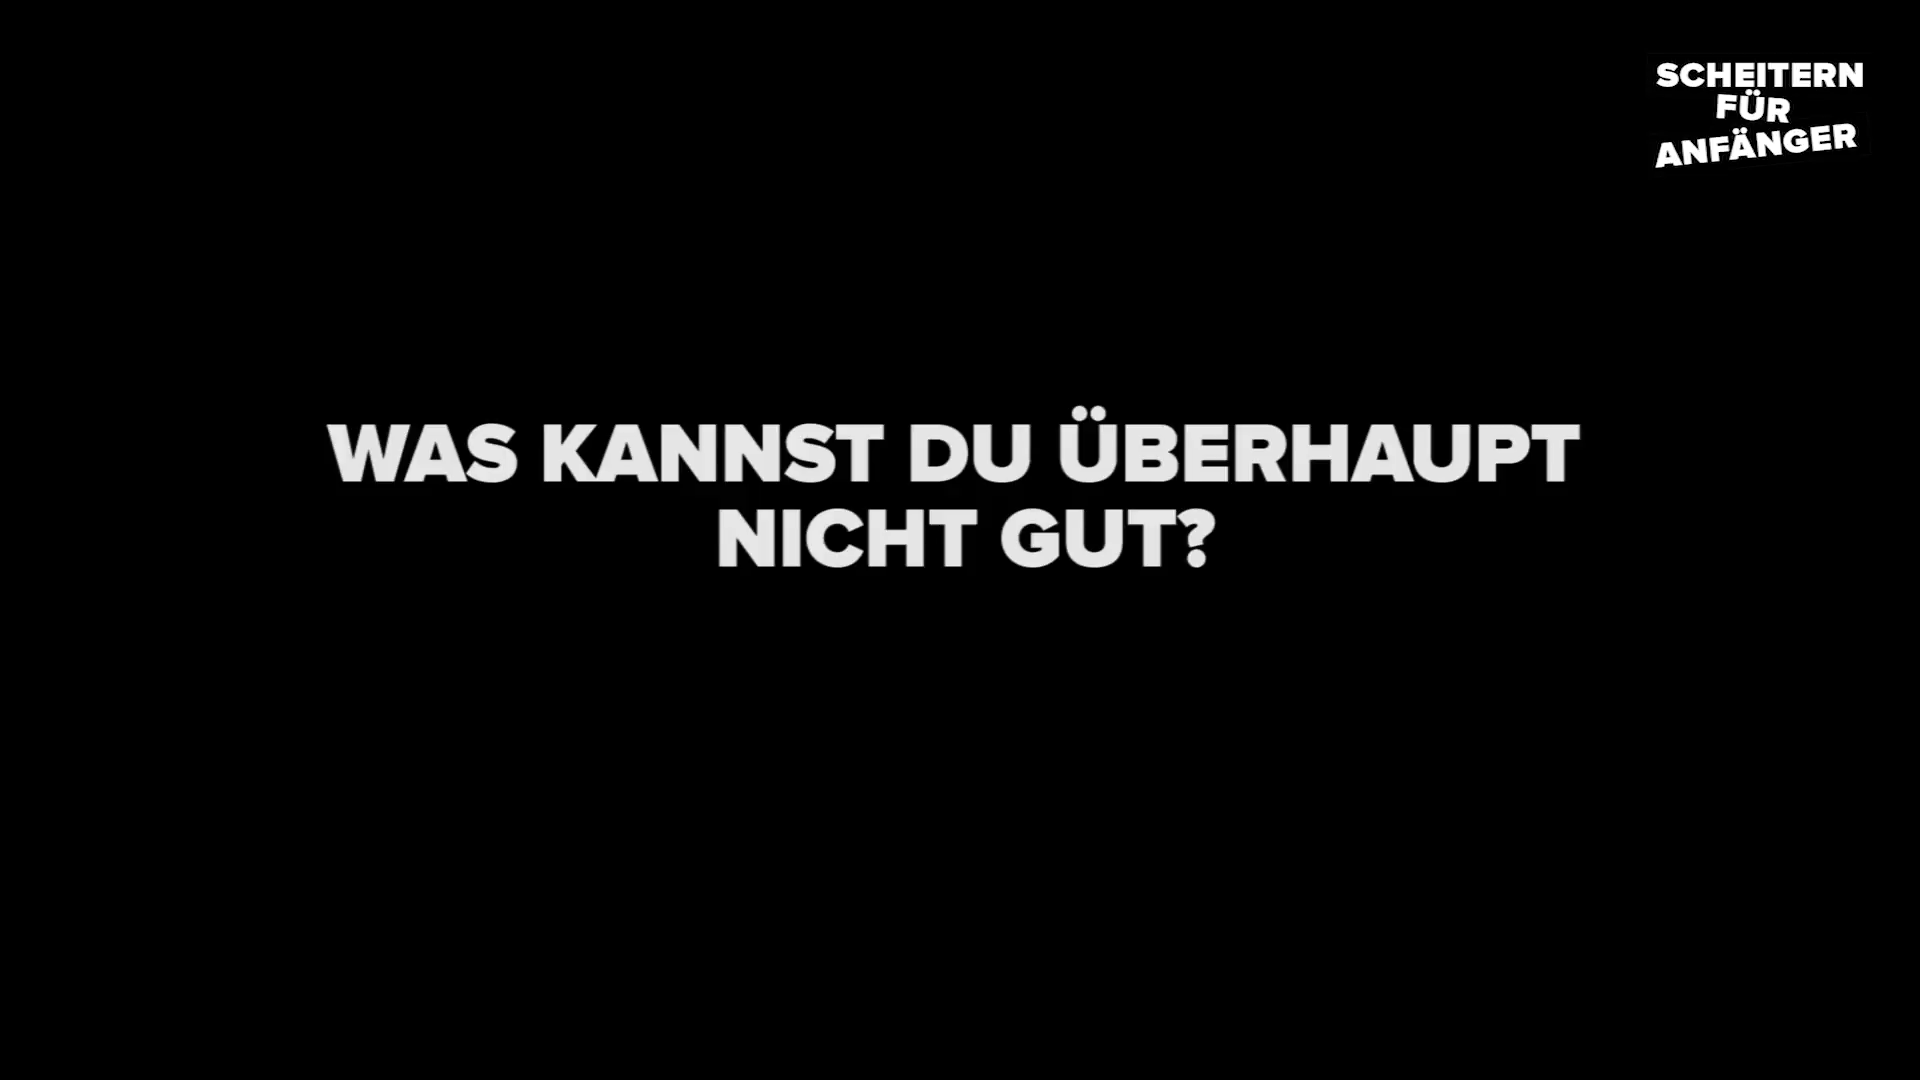 SCHEITERN
FÜR
ANFÄNGER
WAS KANNST DU ÜBERHAUPT
NICHT GUT?